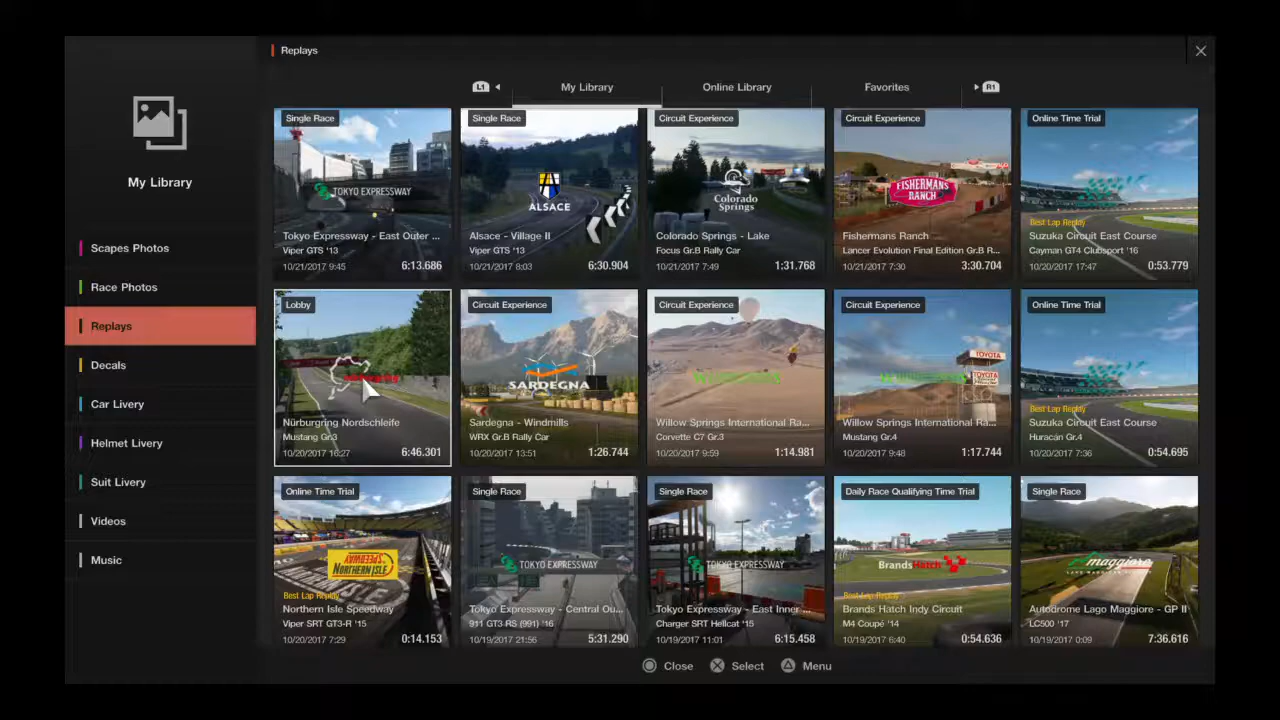 Replays
My Library
Scapes Photos
Race Photos
Replays
Decals
Car Livery
Helmet Livery
Suit Livery
Videos
Music
L1 My Library Online Library Favorites R1
Single Race
TOKYO EXPRESSWAY
Tokyo Expressway - East Outer ...
Viper GTS '13
10/21/2017 9:45 6:13.686
Single Race
ALSACE
Alsace - Village II
Viper GTS '13
10/21/2017 8:03 6:30.904
Circuit Experience
Colorado
Springs
Colorado Springs - Lake
Focus Gr.B Rally Car
10/21/2017 7:49 1:31.768
Circuit Experience
FISHERMANS
RANCH
Fishermans Ranch
Lancer Evolution Final Edition Gr.B R...
10/21/2017 7:30 3:30.704
Online Time Trial
Best Lap Replay
Suzuka Circuit East Course
Cayman GT4 Clubsport '16
10/20/2017 17:47 0:53.779
Lobby
Nürburgring Nordschleife
Mustang Gr.3
10/20/2017 16:27 6:46.301
Circuit Experience
SARDEGNA
Sardegna - Windmills
WRX Gr.B Rally Car
10/20/2017 13:51 1:26.744
Circuit Experience
Willow Springs International Ra...
Corvette C7 Gr.3
10/20/2017 9:59 1:14.981
Circuit Experience
TOYOTA
TOYOTA
Willow Springs International Ra...
Mustang Gr.4
10/20/2017 9:48 1:17.744
Online Time Trial
Best Lap Replay
Suzuka Circuit East Course
Huracán Gr.4
10/20/2017 7:36 0:54.695
Online Time Trial
NORTHERN ISLE
SPEEDWAY
Best Lap Replay
Northern Isle Speedway
Viper SRT GT3-R '15
10/20/2017 7:29 0:14.153
Single Race
TOKYO EXPRESSWAY
Tokyo Expressway - Central Ou...
911 GT3 RS (991) '16
10/19/2017 21:56 5:31.290
Single Race
TOKYO EXPRESSWAY
Tokyo Expressway - East Inner ...
Charger SRT Hellcat '15
10/19/2017 11:01 6:15.458
Daily Race Qualifying Time Trial
BrandsHatch
Best Lap Replay
Brands Hatch Indy Circuit
M4 Coupé '14
10/19/2017 6:40 0:54.636
Single Race
maggiore
Autodrome Lago Maggiore - GP II
LC500 '17
10/19/2017 0:09 7:36.616
Close Select Menu